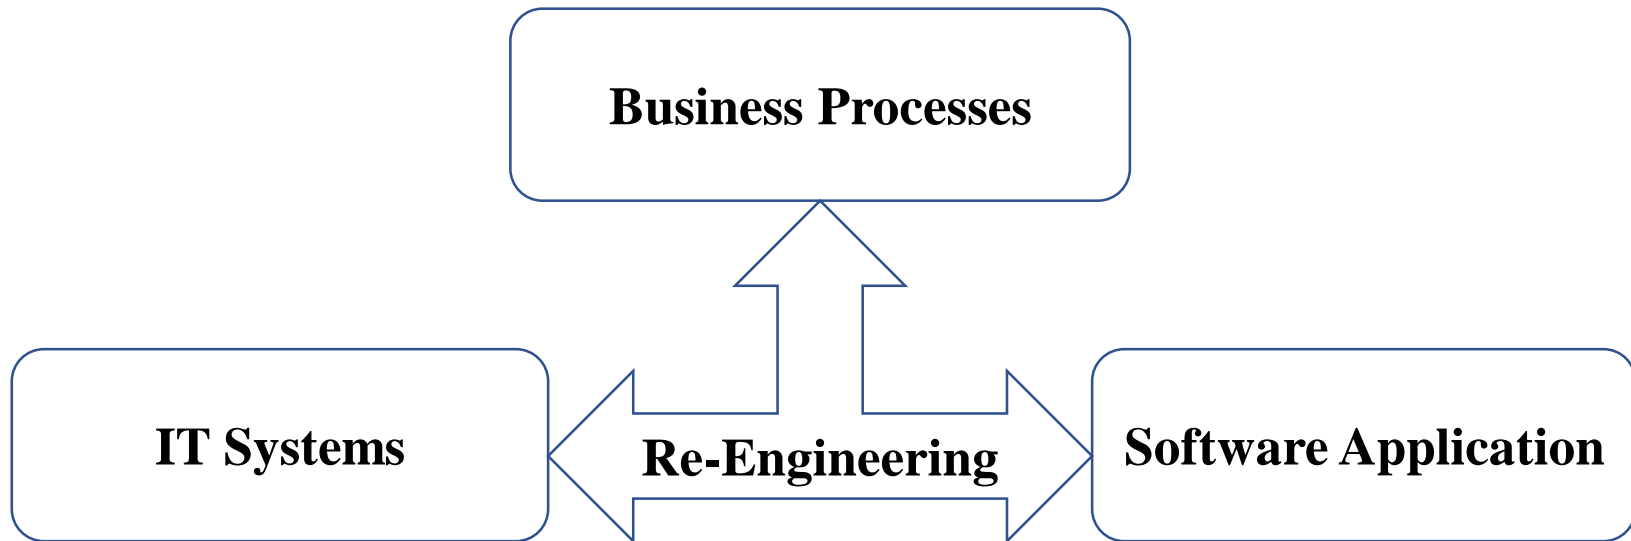 Business Processes
IT Systems
Re-Engineering
Software Application